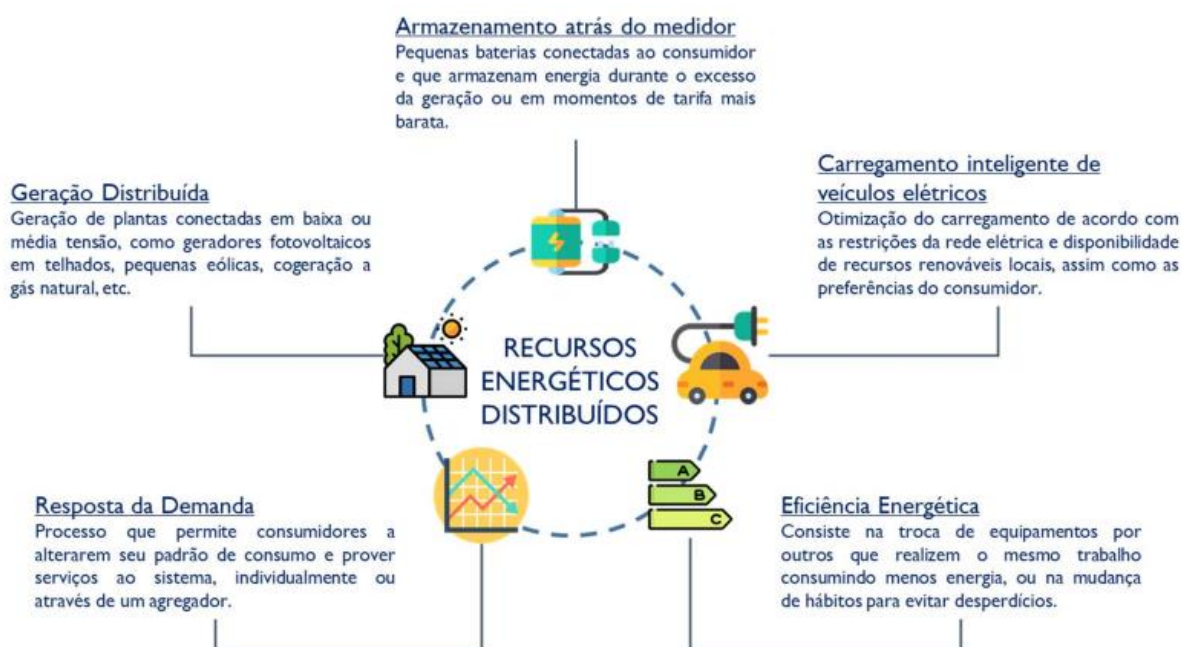 Armazenamento atrás do medidor
Pequenas baterias conectadas ao consumidor
e que armazenam energia durante o excesso
da geração ou em momentos de tarifa mais
barata.
Geração Distribuída
Geração de plantas conectadas em baixa ou
média tensão, como geradores fotovoltaicos
em telhados, pequenas eólicas, cogeração a
gás natural, etc.
Carregamento inteligente de
veículos elétricos
Otimização do carregamento de acordo com
as restrições da rede elétrica e disponibilidade
de recursos renováveis locais, assim como as
preferências do consumidor.
RECURSOS
ENERGÉTICOS
DISTRIBUÍDOS
A
B
C
Resposta da Demanda
Processo que permite consumidores a
alterarem seu padrão de consumo e prover
serviços ao sistema, individualmente ou
através de um agregador.
Eficiência Energética
Consiste na troca de equipamentos por
outros que realizem o mesmo trabalho
consumindo menos energia, ou na mudança
de hábitos para evitar desperdícios.